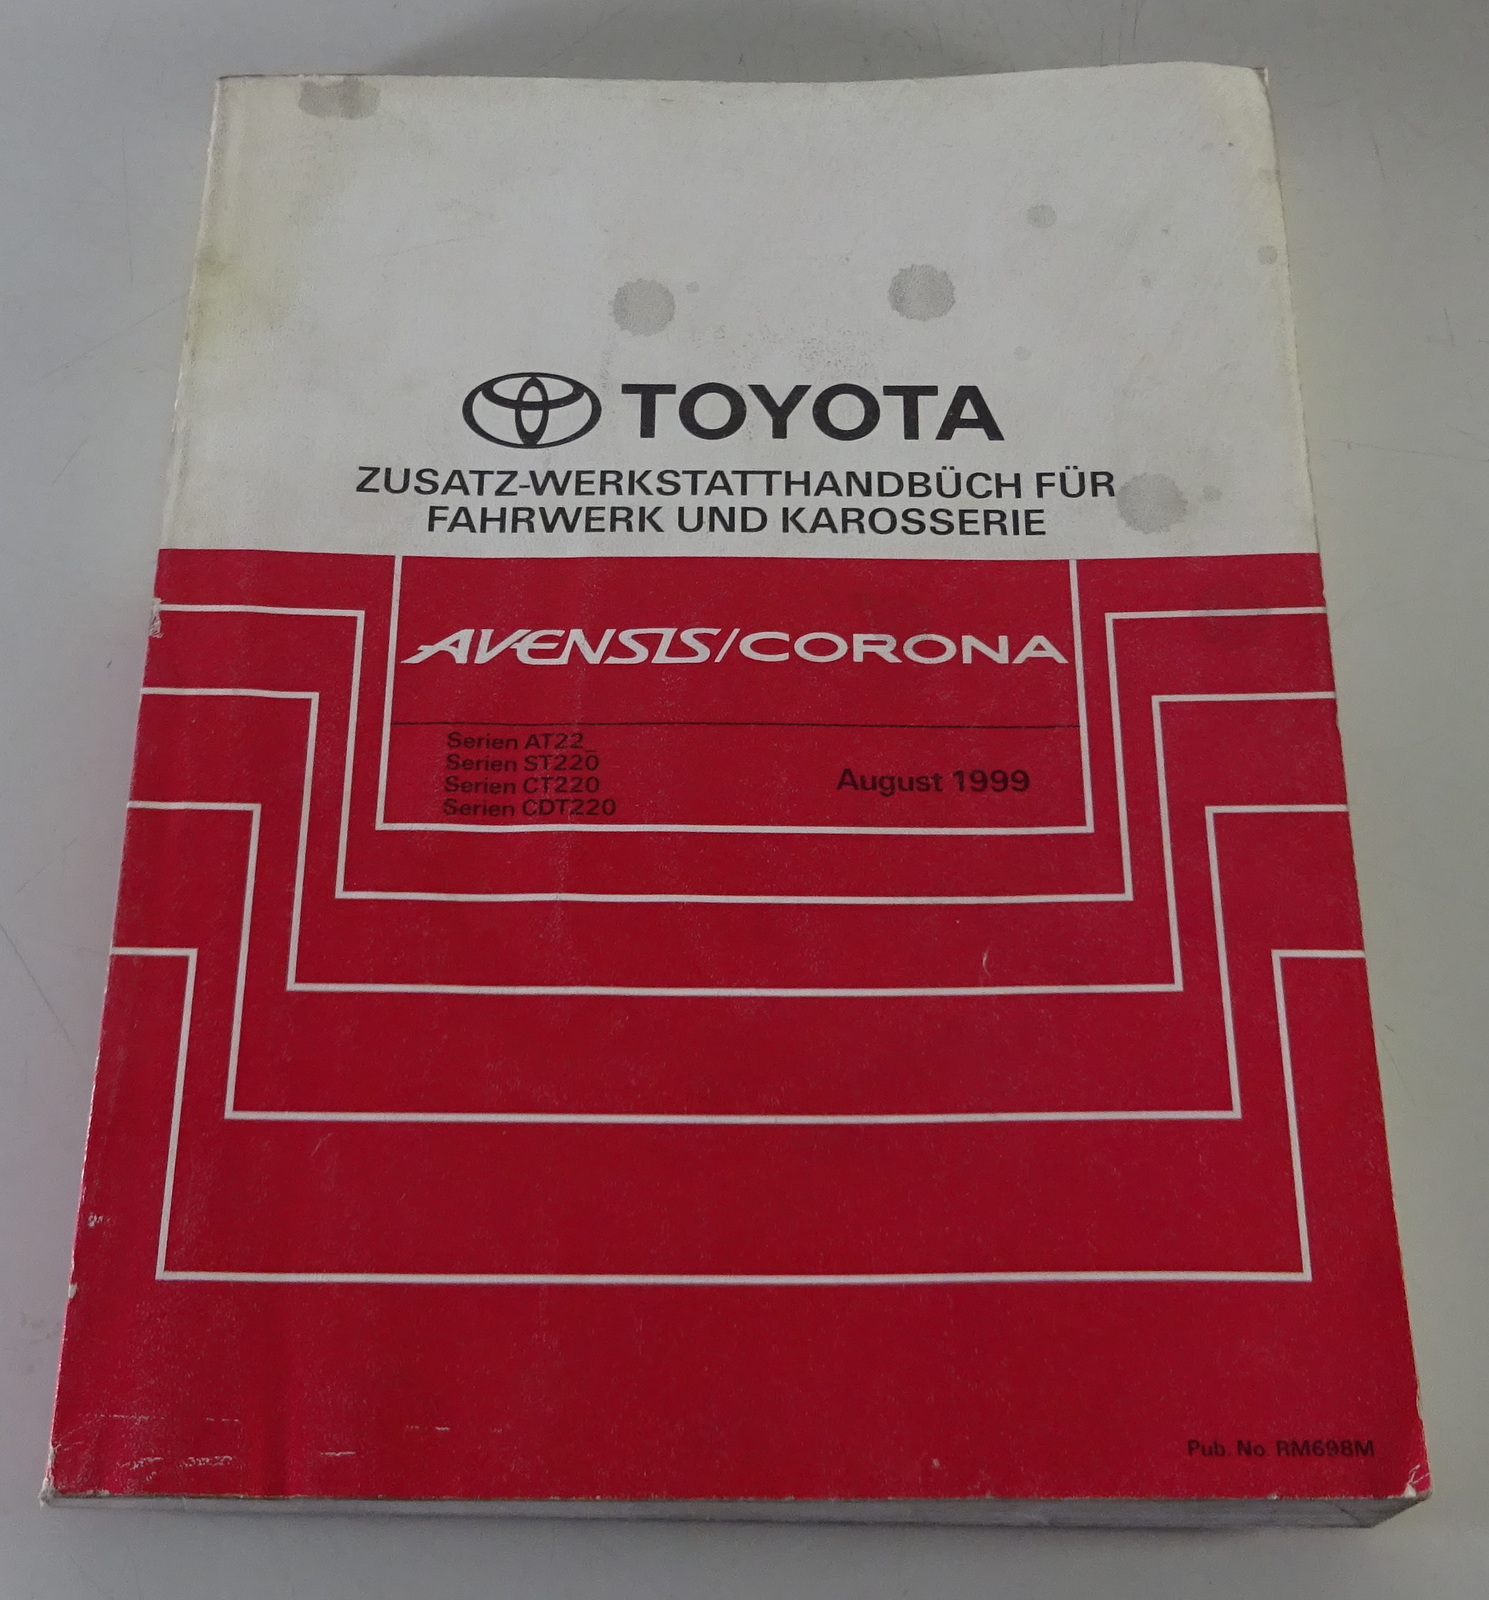 TOYOTA
ZUSATZ-WERKSTATTHANDBÜCH FÜR
FAHRWERK UND KAROSSERIE
AVENSIS/CORONA
Serien AT22_
Serien ST220
Serien CT220
Serien CDT220
August 1999
Pub. No. RM698M